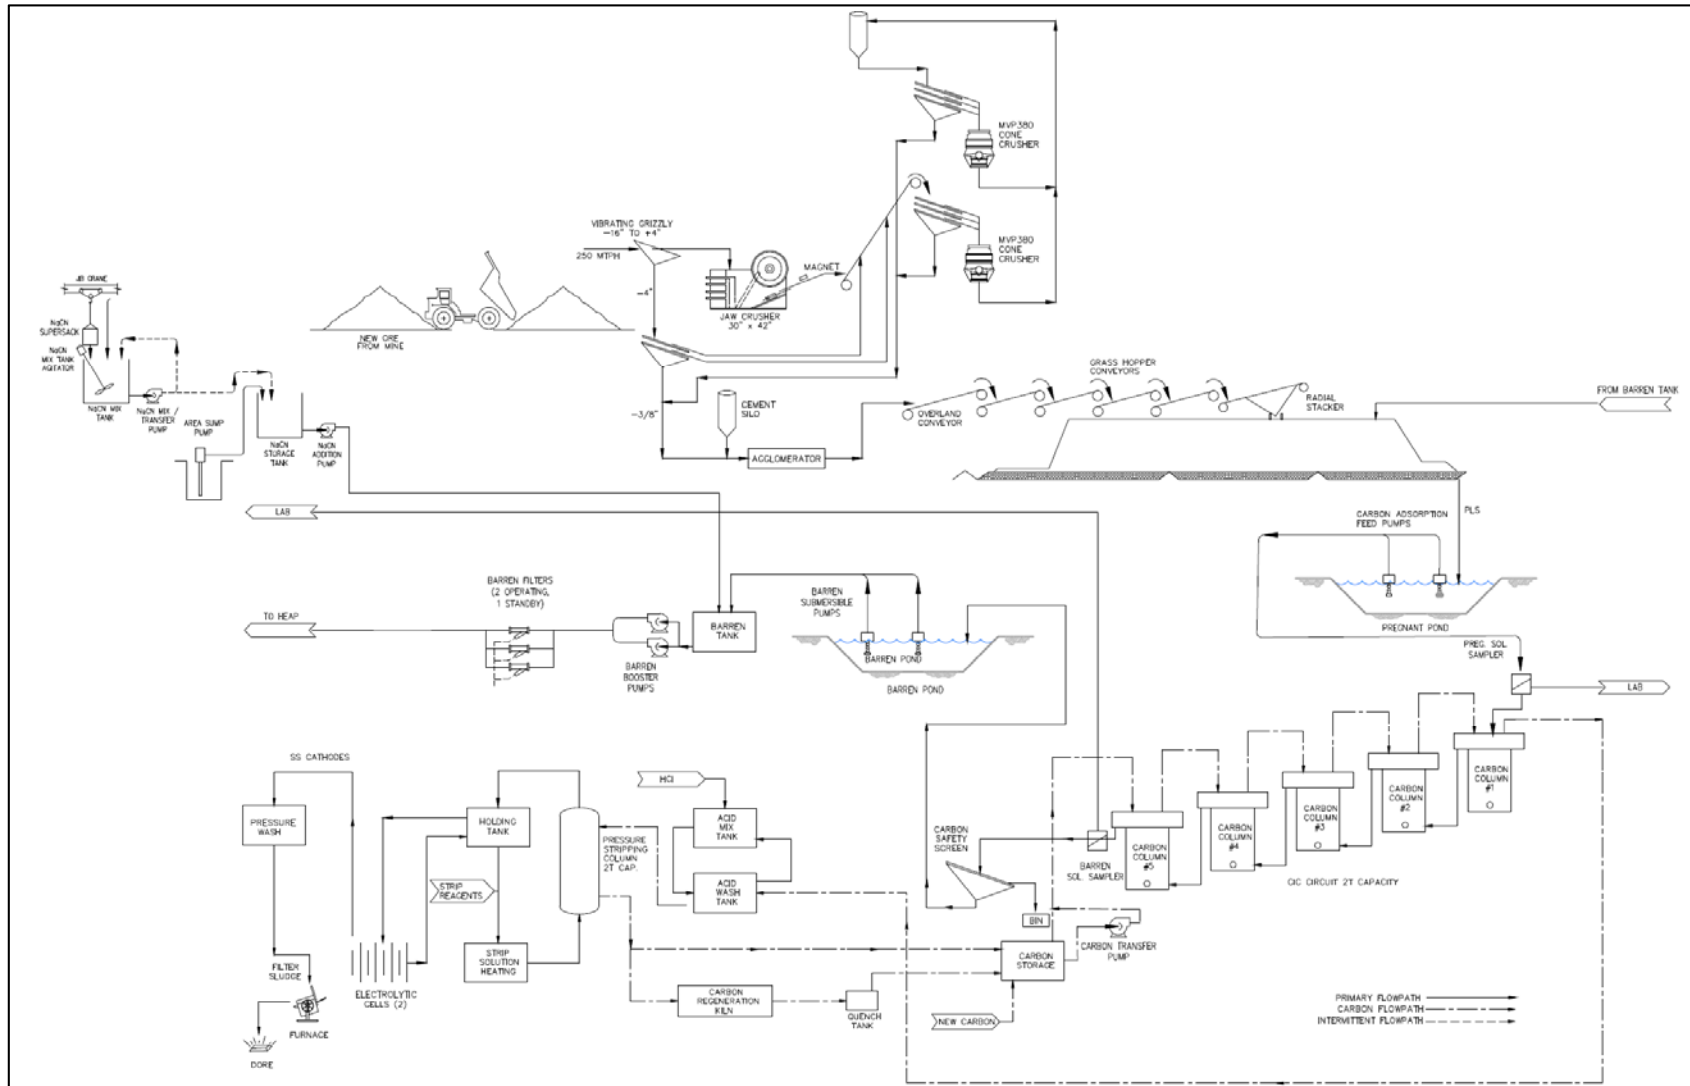 MVP380
CONE
CRUSHER
VIBRATING GRIZZLY
-16" TO +4"
250 MTPH
MVP380
CONE
CRUSHER
MAGNET
JIB CRANE
-4"
JAW CRUSHER
30" x 42"
NaCN
SUPERSACK
NEW ORE
FROM MINE
NaCN
MIX TANK
AGITATOR
GRASS HOPPER
CONVEYORS
FROM BARREN TANK
RADIAL
STACKER
CEMENT
SILO
NaCN MIX
TANK
NaCN MIX /
TRANSFER
PUMP
-3/8"
OVERLAND
CONVEYOR
AREA SUMP
PUMP
NaCN
STORAGE
TANK
NaCN
ADDITION
PUMP
AGGLOMERATOR
LAB
CARBON ADSORPTION
FEED PUMPS
PLS
BARREN FILTERS
(2 OPERATING,
1 STANDBY)
BARREN
SUBMERSIBLE
PUMPS
TO HEAP
BARREN
TANK
PREGNANT POND
PREG. SOL.
SAMPLER
BARREN POND
BARREN
BOOSTER
PUMPS
BARREN POND
LAB
SS CATHODES
HCl
CARBON
COLUMN
#1
CARBON
COLUMN
#2
CARBON
COLUMN
#3
CARBON
COLUMN
#4
CARBON
COLUMN
#5
PRESSURE
WASH
HOLDING
TANK
ACID
MIX
TANK
PRESSURE
STRIPPING
COLUMN
2T CAP.
CARBON
SAFETY
SCREEN
BARREN
SOL. SAMPLER
CIC CIRCUIT 2T CAPACITY
STRIP
REAGENTS
ACID
WASH
TANK
BIN
CARBON TRANSFER
PUMP
STRIP
SOLUTION
HEATING
CARBON
STORAGE
FILTER
SLUDGE
ELECTROLYTIC
CELLS (2)
CARBON
REGENERATION
KILN
QUENCH
TANK
NEW CARBON
FURNACE
DORE
PRIMARY FLOWPATH
CARBON FLOWPATH
INTERMITTENT FLOWPATH